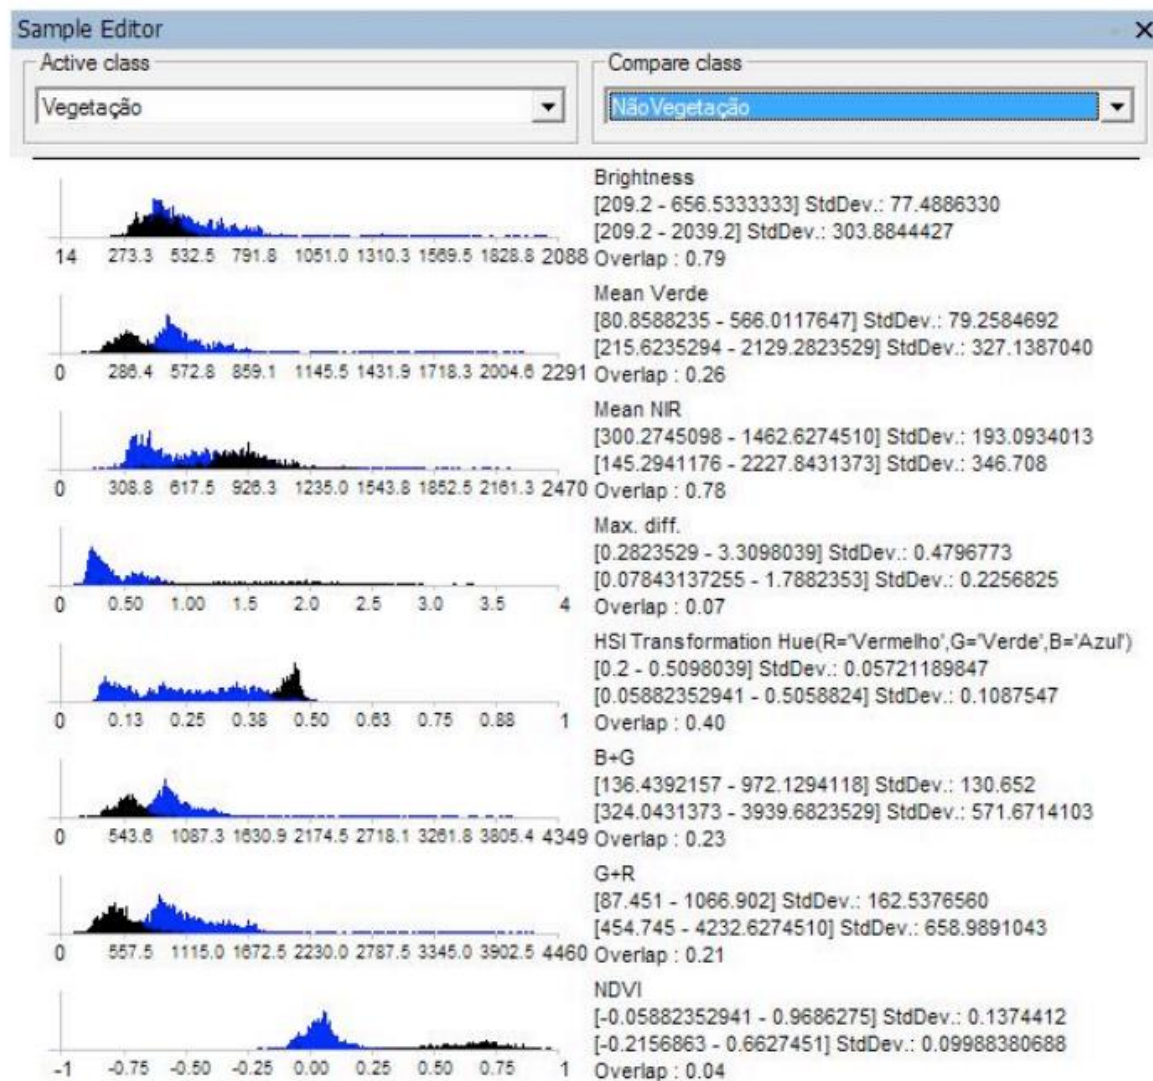 Sample Editor
Active class
Compare class
Vegetação
NãoVegetação
Brightness
[209.2 - 656.5333333] StdDev.: 77.4886330
[209.2 - 2039.2] StdDev.: 303.8844427
14 273.3 532.5 791.8 1051.0 1310.3 1569.5 1828.8 2088 Overlap : 0.79
Mean Verde
[80.8588235 - 566.0117647] StdDev.: 79.2584692
[215.6235294 - 2129.2823529] StdDev.: 327.1387040
0 286.4 572.8 859.1 1145.5 1431.9 1718.3 2004.6 2291 Overlap : 0.26
Mean NIR
[300.2745098 - 1462.6274510] StdDev.: 193.0934013
[145.2941176 - 2227.8431373] StdDev.: 346.708
0 308.8 617.5 926.3 1235.0 1543.8 1852.5 2161.3 2470 Overlap : 0.78
Max. diff.
[0.2823529 - 3.3098039] StdDev.: 0.4796773
[0.07843137255 - 1.7882353] StdDev.: 0.2256825
0 0.50 1.00 1.5 2.0 2.5 3.0 3.5 4 Overlap : 0.07
HSI Transformation Hue(R='Vermelho',G='Verde',B='Azul')
[0.2 - 0.5098039] StdDev.: 0.05721189847
[0.05882352941 - 0.5058824] StdDev.: 0.1087547
0 0.13 0.25 0.38 0.50 0.63 0.75 0.88 1 Overlap : 0.40
B+G
[136.4392157 - 972.1294118] StdDev.: 130.652
[324.0431373 - 3939.6823529] StdDev.: 571.6714103
0 543.6 1087.3 1630.9 2174.5 2718.1 3261.8 3805.4 4349 Overlap : 0.23
G+R
[87.451 - 1066.902] StdDev.: 162.5376560
[454.745 - 4232.6274510] StdDev.: 658.9891043
0 557.5 1115.0 1672.5 2230.0 2787.5 3345.0 3902.5 4460 Overlap : 0.21
NDVI
[-0.05882352941 - 0.9686275] StdDev.: 0.1374412
[-0.2156863 - 0.6627451] StdDev.: 0.09988380688
-1 -0.75 -0.50 -0.25 0.00 0.25 0.50 0.75 1 Overlap : 0.04